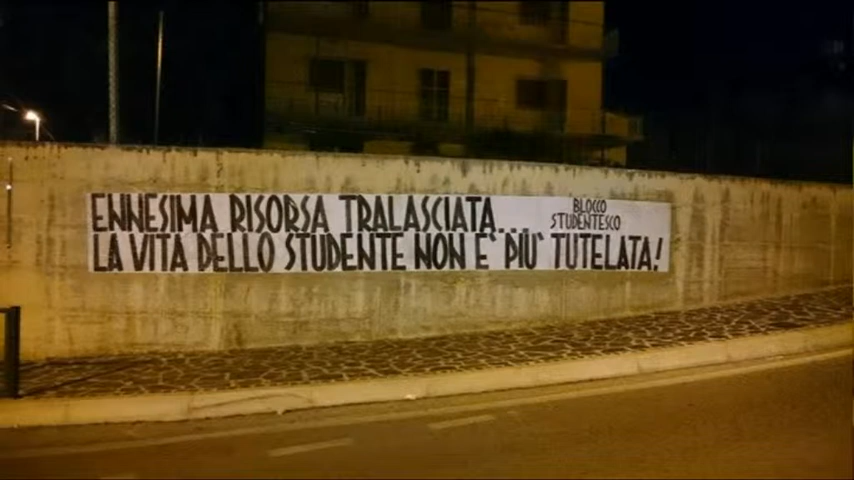 ENNESIMA RISORSA TRALASCIATA...
LA VITA DELLO STUDENTE NON E` PIU` TUTELATA!
BLOCCO
STUDENTESCO